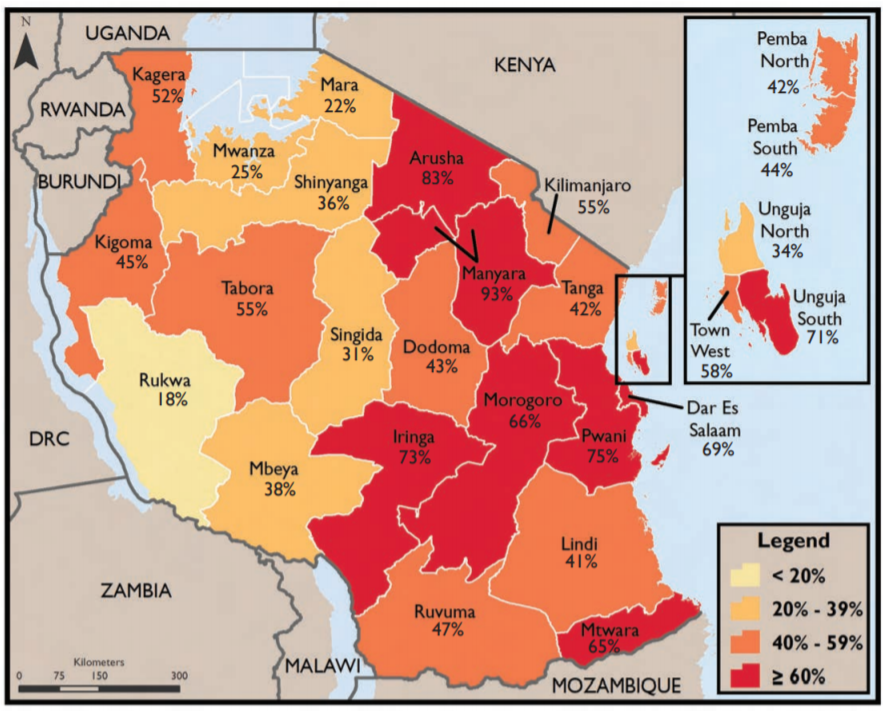 N
UGANDA
KENYA
RWANDA
BURUNDI
DRC
ZAMBIA
MALAWI
MOZAMBIQUE
Kagera
52%
Mara
22%
Mwanza
25%
Shinyanga
36%
Arusha
83%
Kilimanjaro
55%
Kigoma
45%
Tabora
55%
Manyara
93%
Tanga
42%
Singida
31%
Dodoma
43%
Rukwa
18%
Morogoro
66%
Dar Es
Salaam
69%
Iringa
73%
Pwani
75%
Mbeya
38%
Lindi
41%
Ruvuma
47%
Mtwara
65%
Pemba
North
42%
Pemba
South
44%
Unguja
North
34%
Unguja
South
71%
Town
West
58%
Legend
< 20%
20% - 39%
40% - 59%
≥ 60%
Kilometers
0 75 150 300